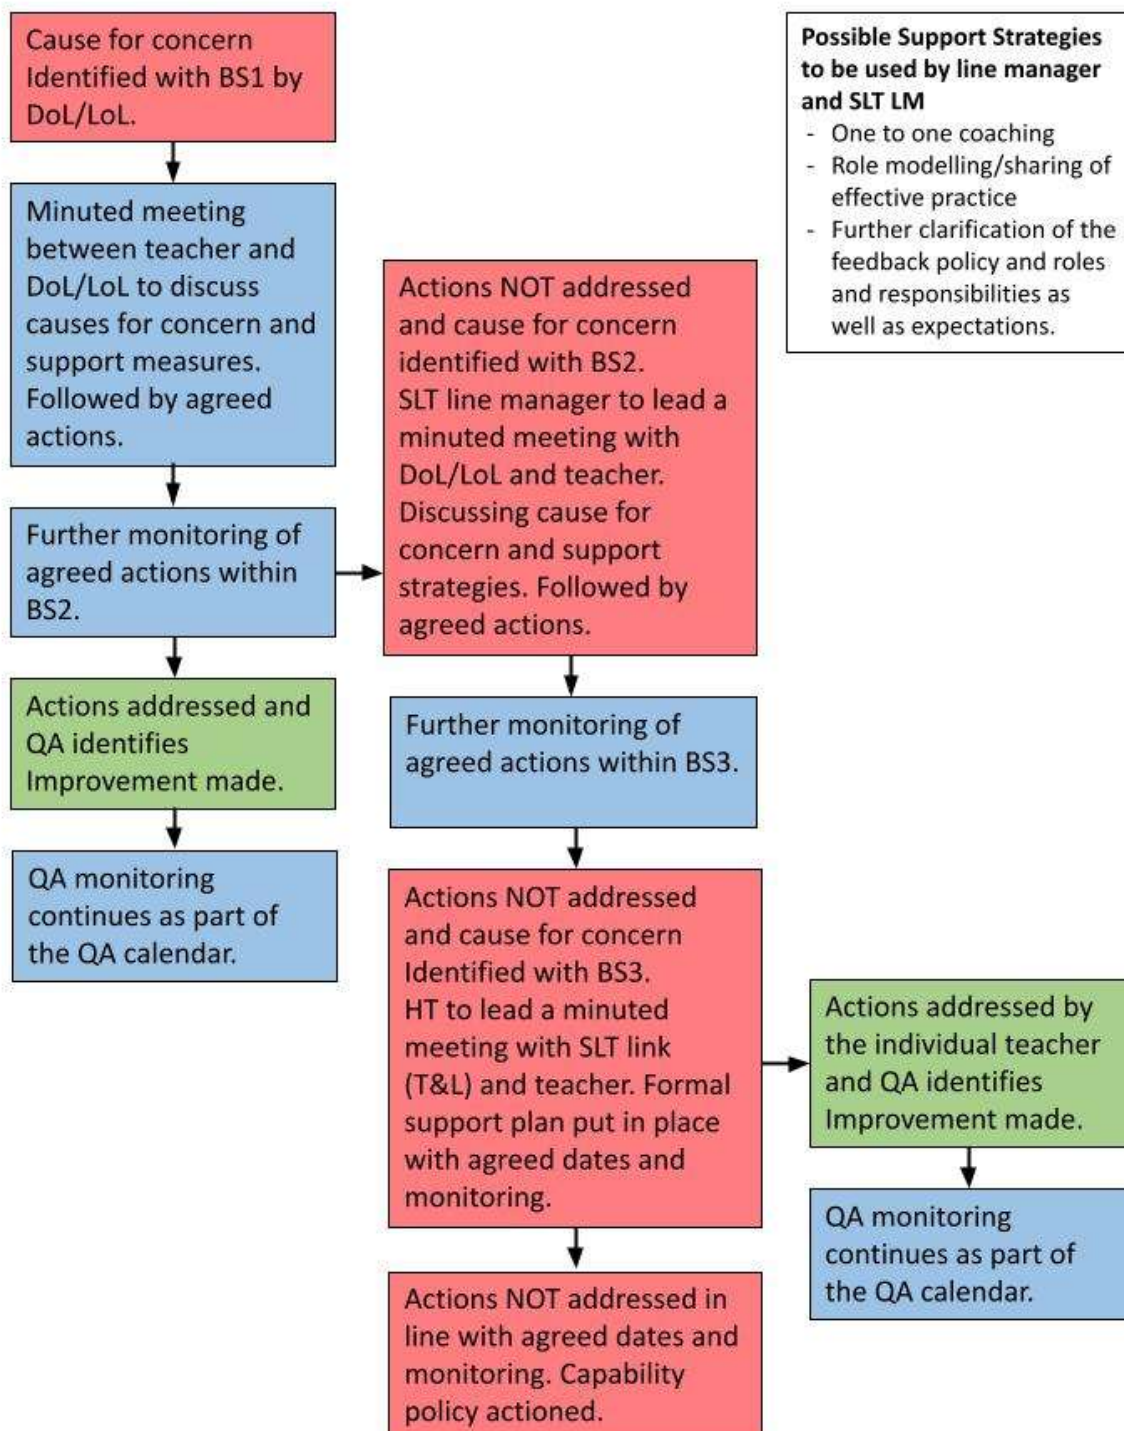 Cause for concern
Identified with BS1 by
DoL/LoL.
Minuted meeting
between teacher and
DoL/LoL to discuss
causes for concern and
support measures.
Followed by agreed
actions.
Further monitoring of
agreed actions within
BS2.
Actions addressed and
QA identifies
Improvement made.
QA monitoring
continues as part of
the QA calendar.
Actions NOT addressed
and cause for concern
identified with BS2.
SLT line manager to lead a
minuted meeting with
DoL/LoL and teacher.
Discussing cause for
concern and support
strategies. Followed by
agreed actions.
Further monitoring of
agreed actions within BS3.
Actions NOT addressed
and cause for concern
Identified with BS3.
HT to lead a minuted
meeting with SLT link
(T&L) and teacher. Formal
support plan put in place
with agreed dates and
monitoring.
Actions NOT addressed in
line with agreed dates and
monitoring. Capability
policy actioned.
Possible Support Strategies
to be used by line manager
and SLT LM
- One to one coaching
- Role modelling/sharing of
effective practice
- Further clarification of the
feedback policy and roles
and responsibilities as
well as expectations.
Actions addressed by
the individual teacher
and QA identifies
Improvement made.
QA monitoring
continues as part of
the QA calendar.